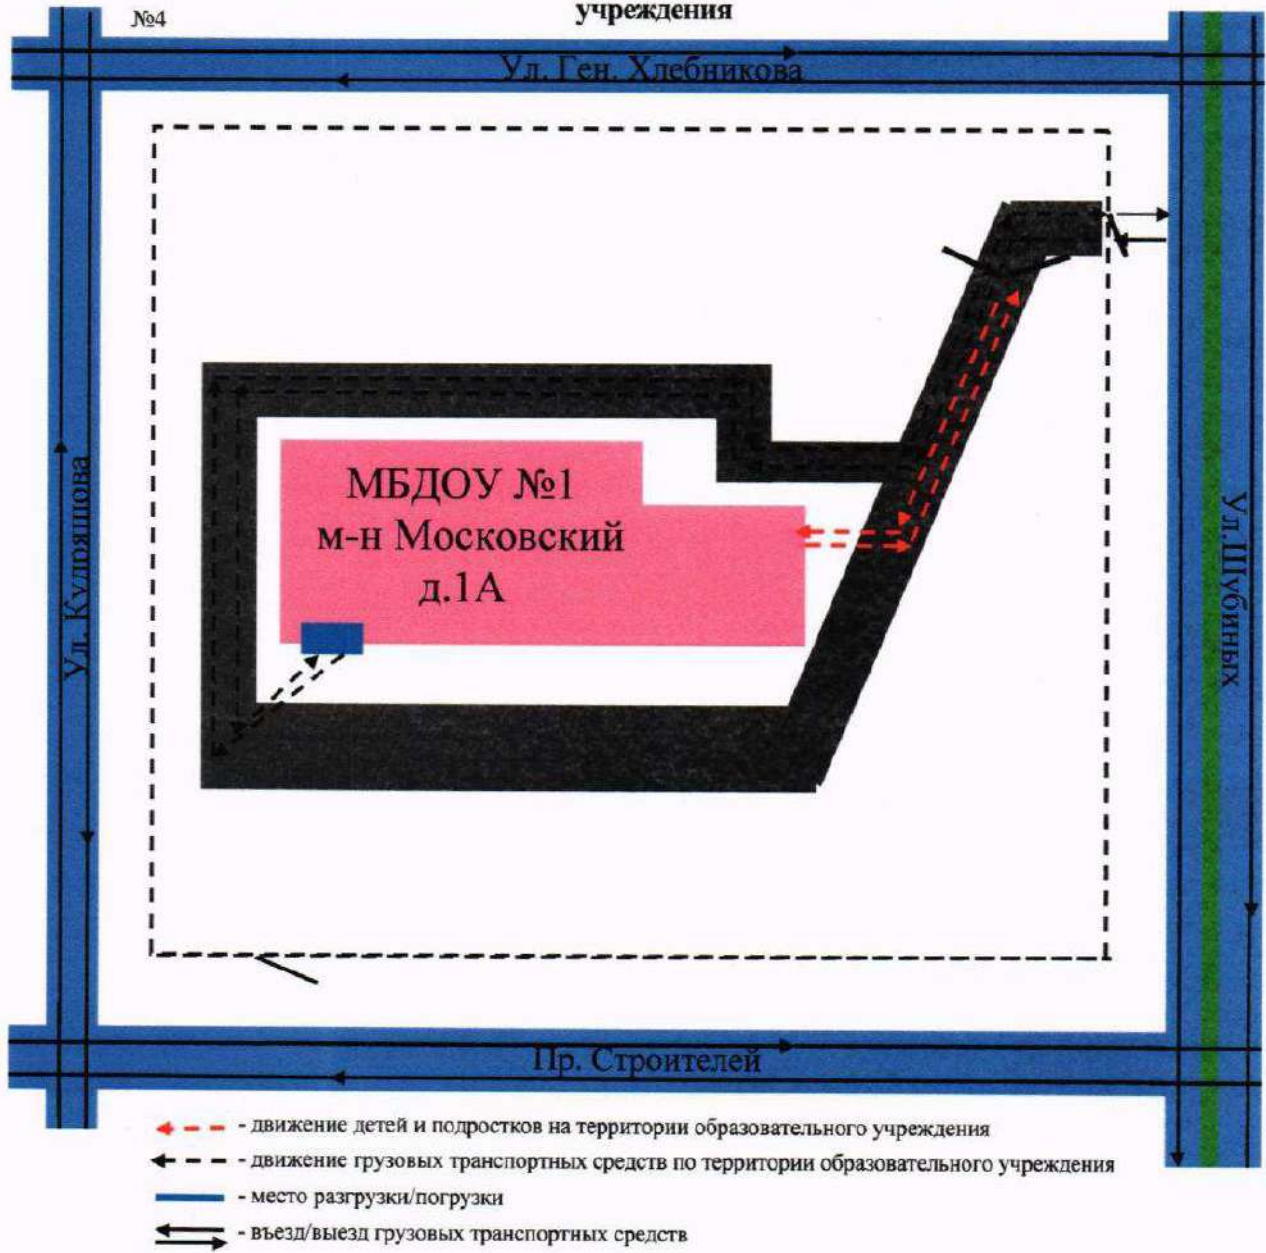 учреждения
№4
Ул. Ген. Хлебникова
Ул. Кудряшова
МБДОУ №1
м-н Московский
д.1А
Ул.Шубиных
Пр. Строителей
- движение детей и подростков на территории образовательного учреждения
- движение грузовых транспортных средств по территории образовательного учреждения
- место разгрузки/погрузки
- въезд/выезд грузовых транспортных средств